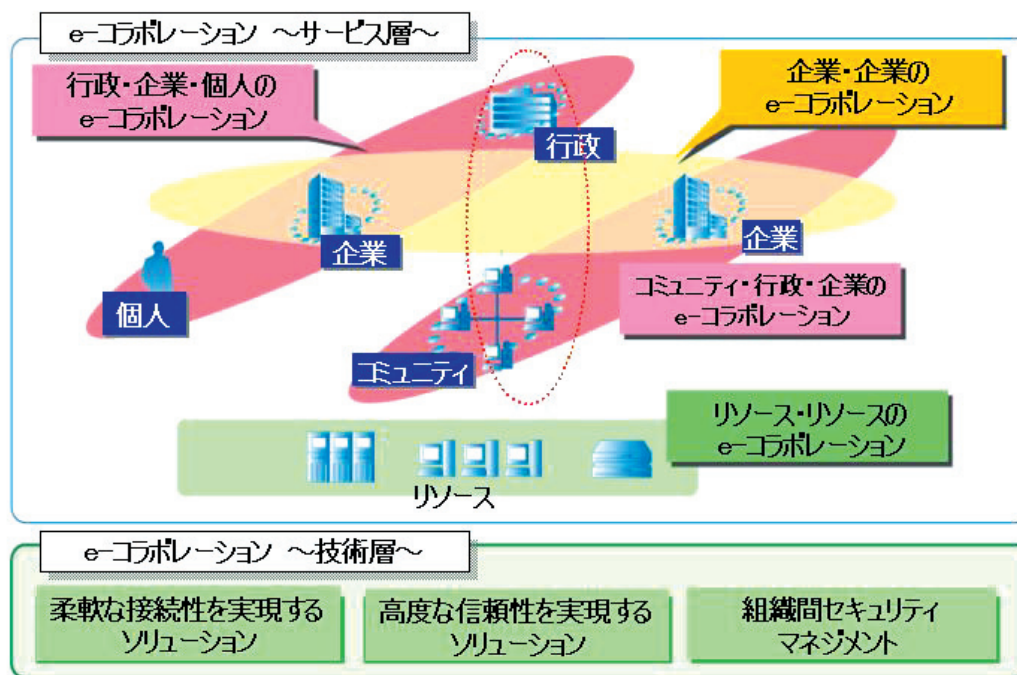 e-コラボレーション ~サービス層~
行政・企業・個人の
e-コラボレーション
企業・企業の
e-コラボレーション
行政
企業
企業
個人
コミュニティ・行政・企業の
e-コラボレーション
コミュニティ
リソース・リソースの
e-コラボレーション
リソース
e-コラボレーション ~技術層~
柔軟な接続性を実現する
ソリューション
高度な信頼性を実現する
ソリューション
組織間セキュリティ
マネジメント